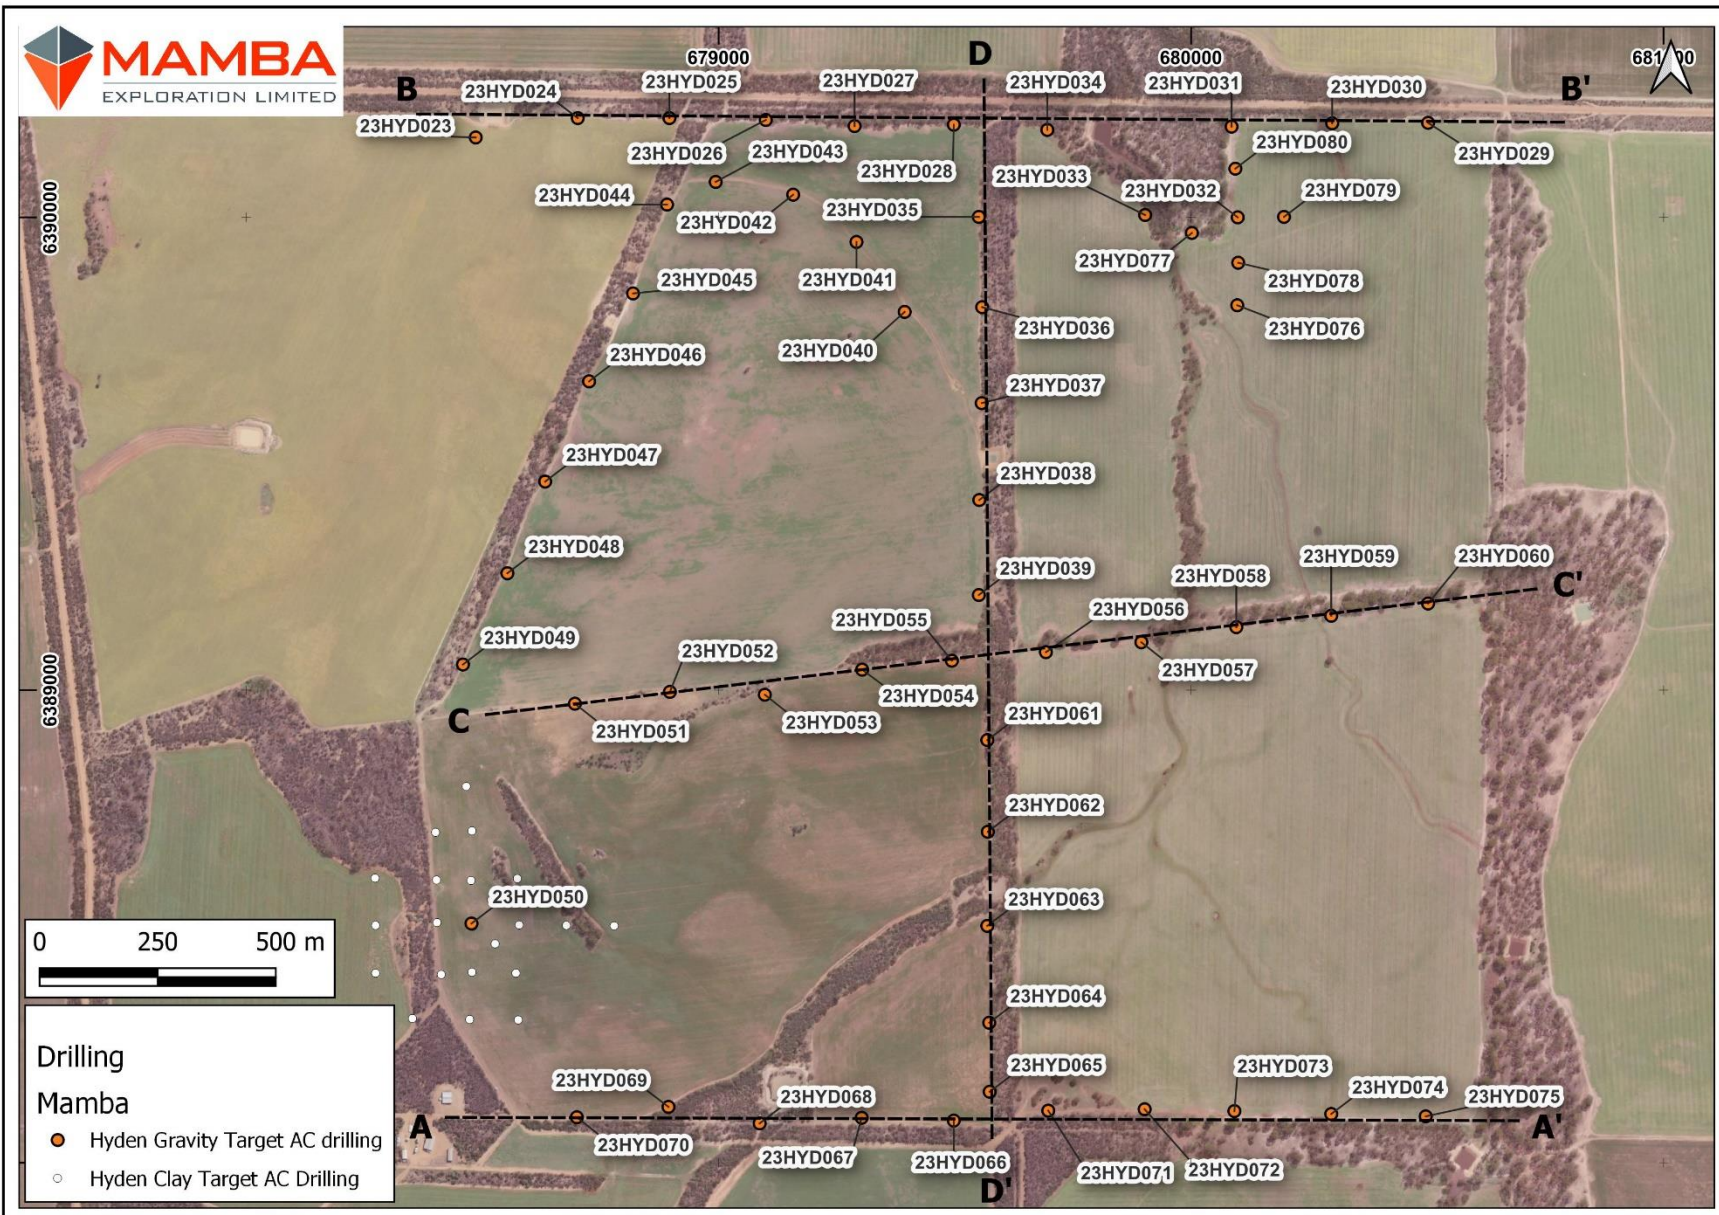 MAMBA
EXPLORATION LIMITED
679000
680000
681000
D
B
B'
23HYD024
23HYD025
23HYD027
23HYD034
23HYD031
23HYD030
23HYD023
23HYD026
23HYD043
23HYD028
23HYD080
23HYD029
23HYD044
23HYD042
23HYD035
23HYD033
23HYD032
23HYD079
6390000
23HYD077
23HYD045
23HYD041
23HYD078
23HYD036
23HYD076
23HYD046
23HYD040
23HYD037
23HYD047
23HYD038
23HYD048
23HYD039
23HYD058
23HYD059
23HYD060
C'
23HYD055
23HYD056
23HYD049
23HYD052
23HYD057
6389000
C
23HYD051
23HYD053
23HYD054
23HYD061
23HYD062
23HYD050
23HYD063
0 250 500 m
23HYD064
Drilling
Mamba
Hyden Gravity Target AC drilling
Hyden Clay Target AC Drilling
23HYD069
23HYD068
23HYD065
23HYD073
23HYD074
23HYD075
A
A'
23HYD070
23HYD067
23HYD066
23HYD071
23HYD072
D'